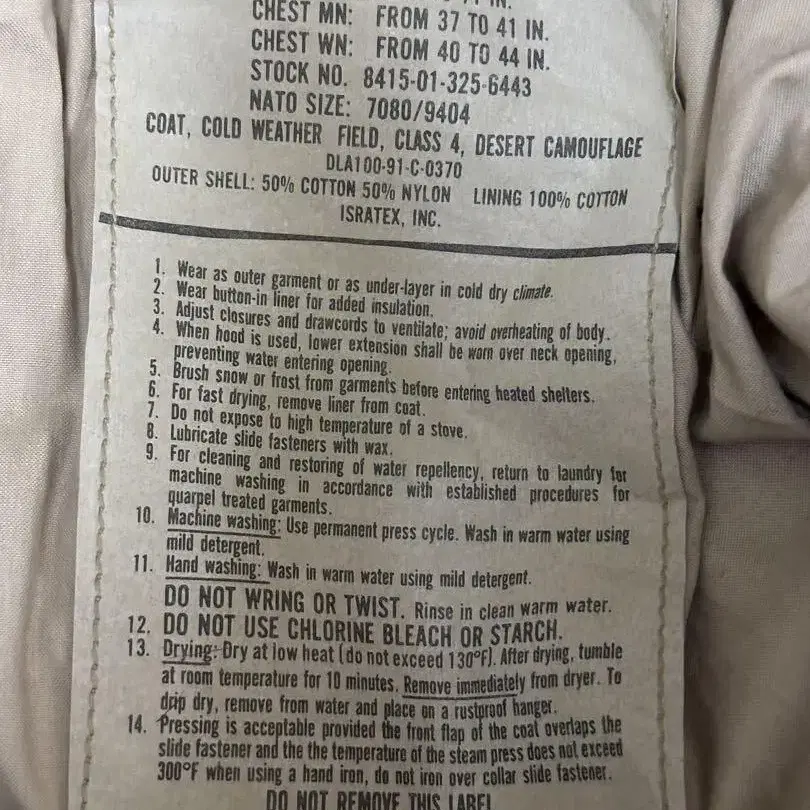 CHEST MN: FROM 37 TO 41 IN.
CHEST WN: FROM 40 TO 44 IN.
STOCK NO. 8415-01-325-6443
NATO SIZE: 7080/9404
COAT, COLD WEATHER FIELD, CLASS 4, DESERT CAMOUFLAGE
DLA100-91-C-0370
OUTER SHELL: 50% COTTON 50% NYLON LINING 100% COTTON
ISRATEX, INC.
1. Wear as outer garment or as under-layer in cold dry climate.
2. Wear button-in liner for added insulation.
3. Adjust closures and drawcords to ventilate; avoid overheating of body.
4. When hood is used, lower extension shall be worn over neck opening,
preventing water entering opening.
5. Brush snow or frost from garments before entering heated shelters.
6. For fast drying, remove liner from coat.
7. Do not expose to high temperature of a stove.
8. Lubricate slide fasteners with wax.
9. For cleaning and restoring of water repellency, return to laundry for
machine washing in accordance with established procedures for
quarpel treated garments.
10. Machine washing: Use permanent press cycle. Wash in warm water using
mild detergent.
11. Hand washing: Wash in warm water using mild detergent.
DO NOT WRING OR TWIST. Rinse in clean warm water.
12. DO NOT USE CHLORINE BLEACH OR STARCH.
13. Drying: Dry at low heat (do not exceed 130°F). After drying, tumble
at room temperature for 10 minutes. Remove immediately from dryer. To
drip dry, remove from water and place on a rustproof hanger.
14. Pressing is acceptable provided the front flap of the coat overlaps the
slide fastener and the the temperature of the steam press does not exceed
300°F when using a hand iron, do not iron over collar slide fastener.
DO NOT REMOVE THIS LABEL